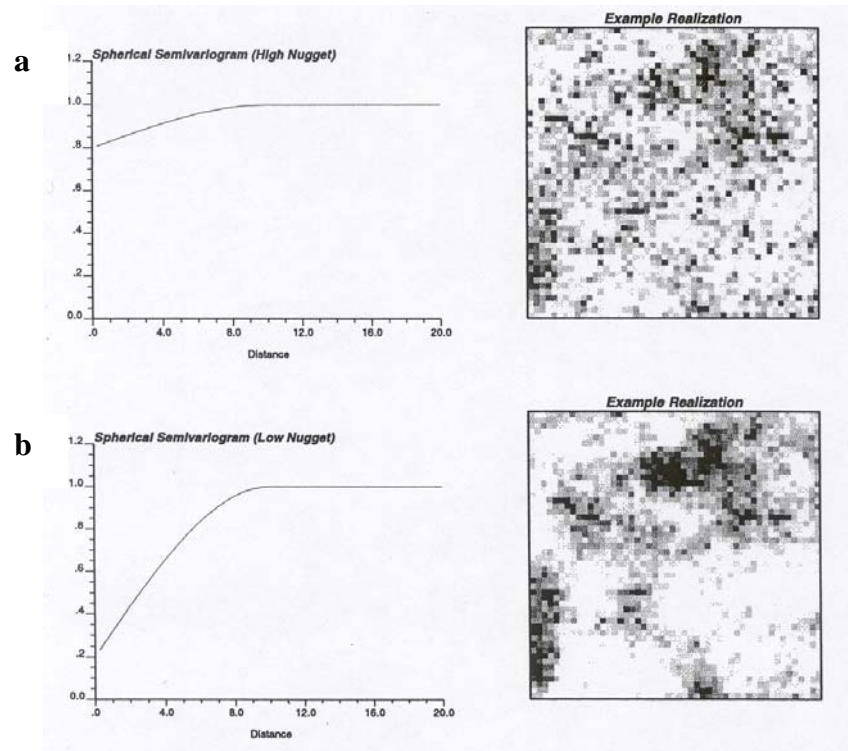 Example Realization
a
Spherical Semivariogram (High Nugget)
1.2
1.0
.8
.6
.4
.2
0.0
.0 4.0 8.0 12.0 16.0 20.0
Distance
Example Realization
b
Spherical Semivariogram (Low Nugget)
1.2
1.0
.8
.6
.4
.2
0.0
.0 4.0 8.0 12.0 16.0 20.0
Distance